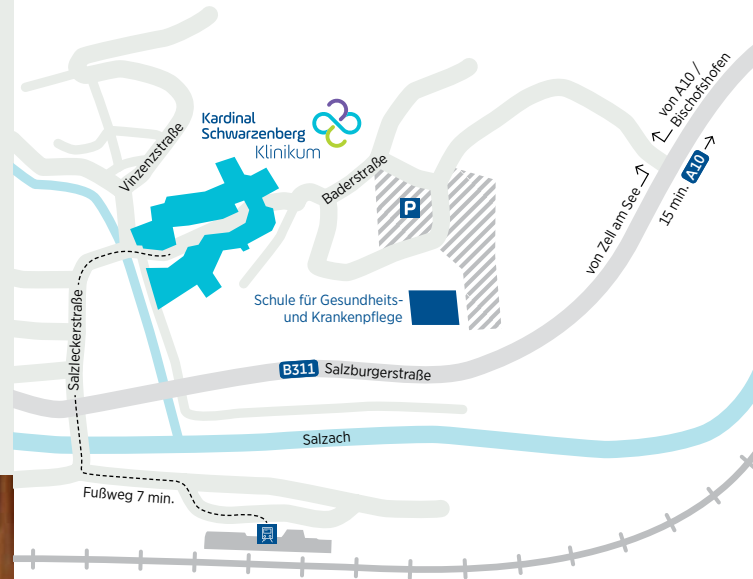 von A10 /
Bischofshofen
Kardinal
Schwarzenberg
Klinikum
Vinzenzstraße
Baderstraße
P
15 min. A10
von Zell am See
Schule für Gesundheits-
und Krankenpflege
Salzleckerstraße
B311 Salzburgerstraße
Salzach
Fußweg 7 min.